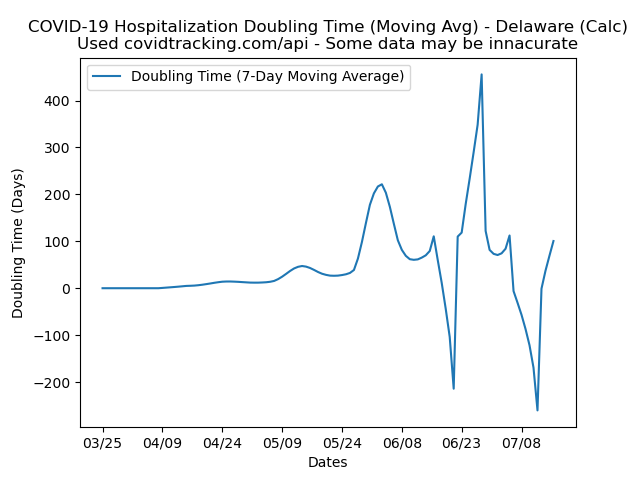 COVID-19 Hospitalization Doubling Time (Moving Avg) - Delaware (Calc)
Used covidtracking.com/api - Some data may be innacurate
Doubling Time (7-Day Moving Average)
Doubling Time (Days)
400
300
200
100
0
−100
−200
03/25 04/09 04/24 05/09 05/24 06/08 06/23 07/08
Dates